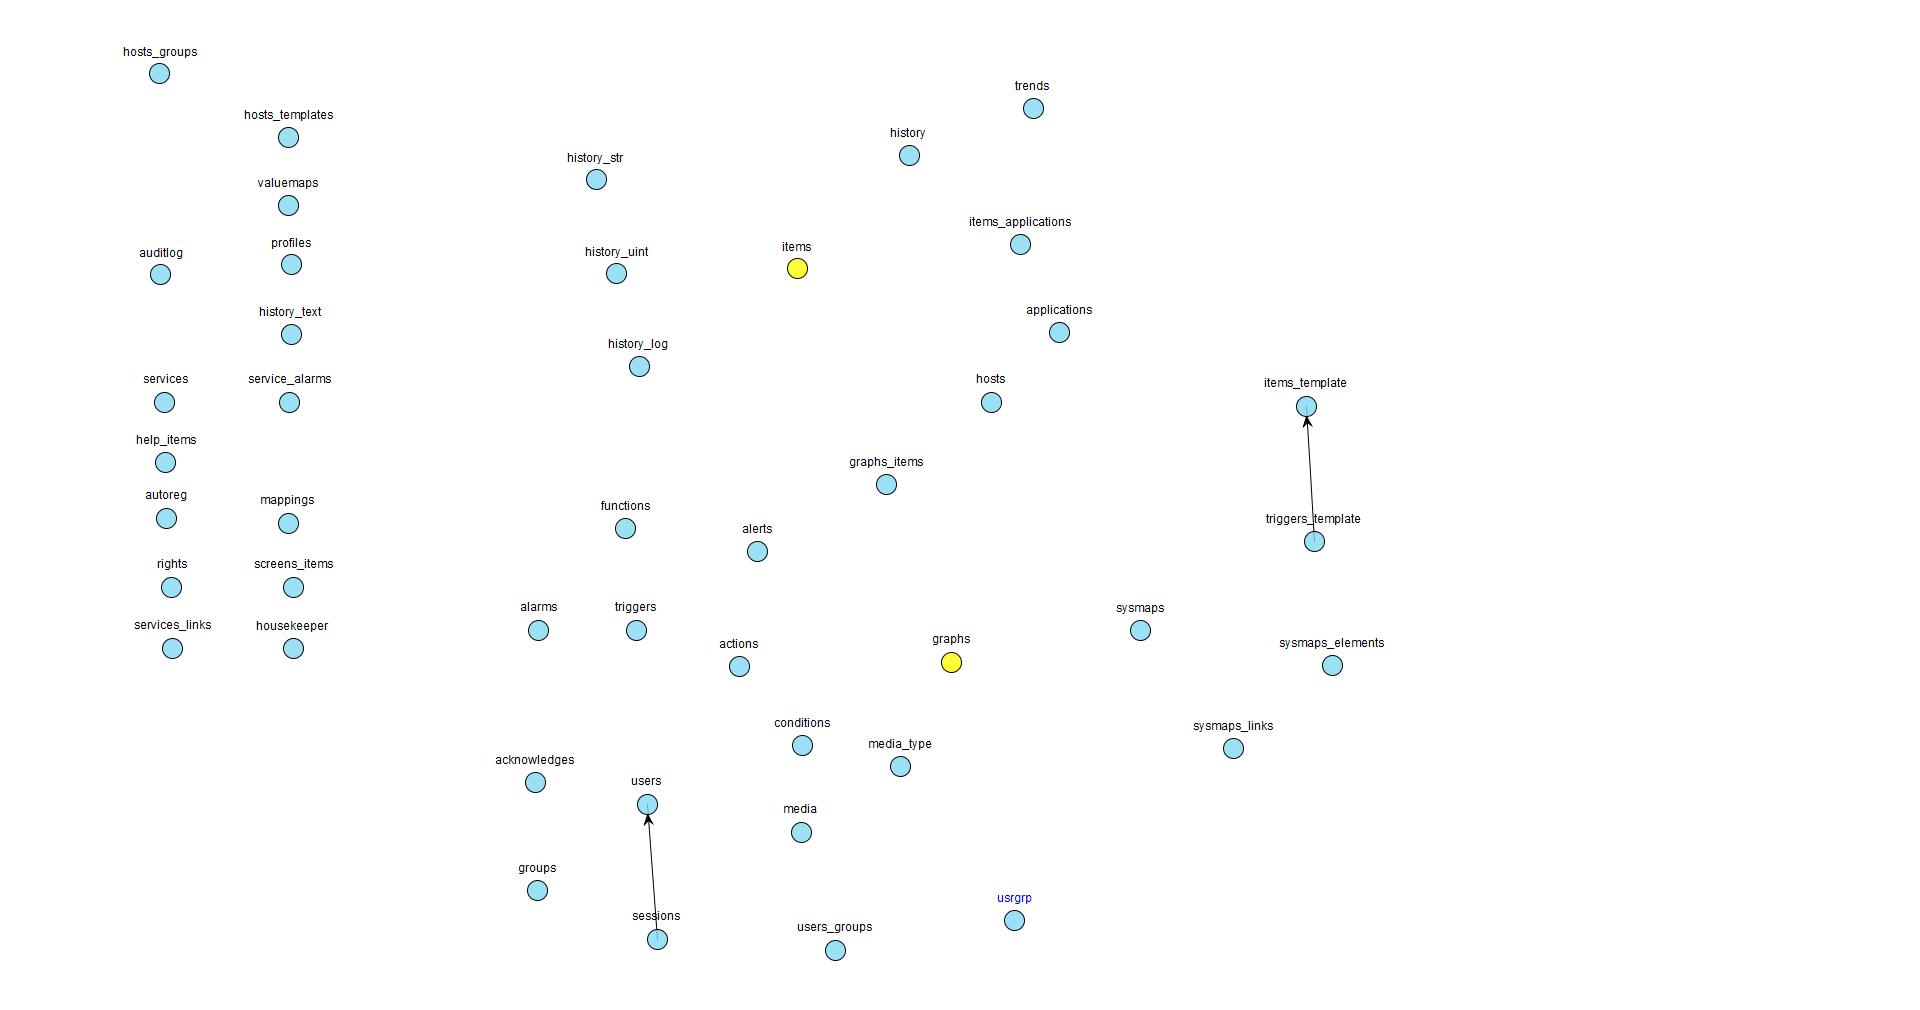 hosts_groups
trends
hosts_templates
history
history_str
valuemaps
items_applications
profiles
items
history_uint
auditlog
applications
history_text
history_log
services
service_alarms
hosts
items_template
help_items
graphs_items
autoreg
mappings
functions
triggers_template
alerts
rights
screens_items
alarms
triggers
sysmaps
services_links
housekeeper
graphs
sysmaps_elements
actions
conditions
sysmaps_links
media_type
acknowledges
users
media
groups
usrgrp
sessions
users_groups